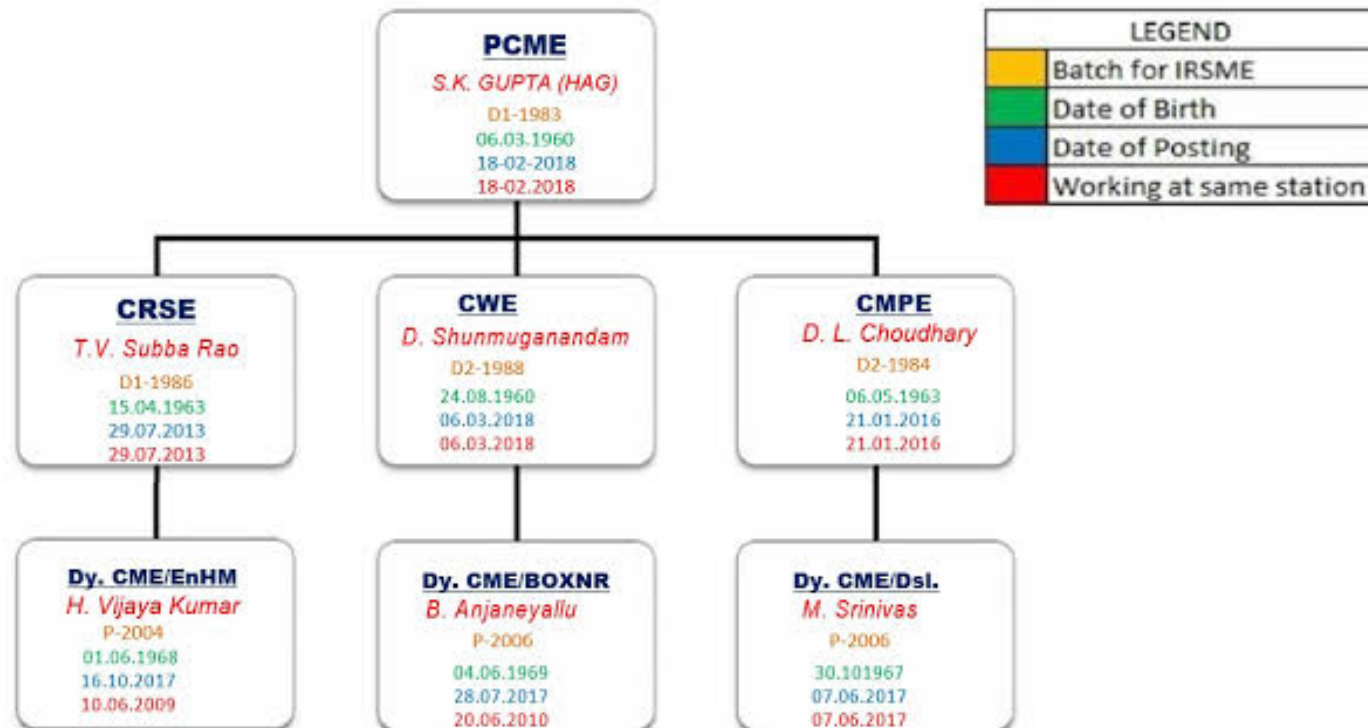 PCME
S.K. GUPTA (HAG)
D1-1983
06.03.1960
18-02-2018
18-02.2018
LEGEND
Batch for IRSME
Date of Birth
Date of Posting
Working at same station
CRSE
T.V. Subba Rao
D1-1986
15.04.1963
29.07.2013
29.07.2013
CWE
D. Shunmuganandam
D2-1988
24.08.1960
06.03.2018
06.03.2018
CMPE
D. L. Choudhary
D2-1984
06.05.1963
21.01.2016
21.01.2016
Dy. CME/EnHM
H. Vijaya Kumar
P-2004
01.06.1968
16.10.2017
10.06.2009
Dy. CME/BOXNR
B. Anjaneyallu
P-2006
04.06.1969
28.07.2017
20.06.2010
Dy. CME/Dsl.
M. Srinivas
P-2006
30.101967
07.06.2017
07.06.2017